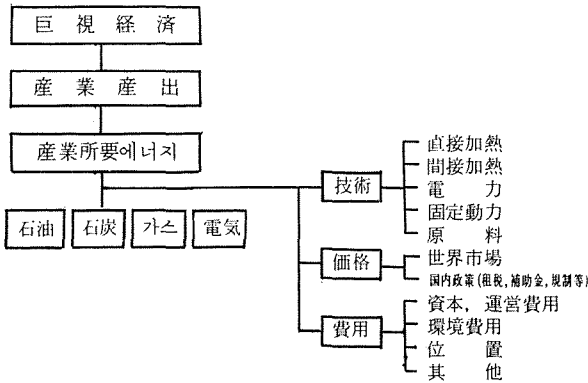 巨視経済
産業産出
産業所要에너지
石油 石炭 가스 電気
技術
直接加熱
間接加熱
電力
固定動力
原料
価格
世界市場
国内政策(租税, 補助金, 規制等)
費用
資本, 運営費用
環境費用
位置
其他